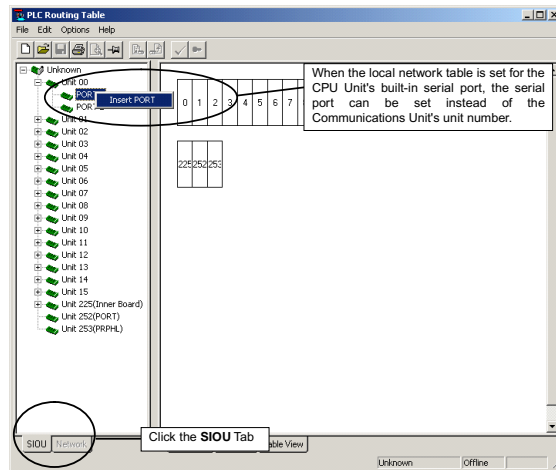 PLC Routing Table
File Edit Options Help
Unknown
Unit 00
POR
Insert PORT
POR
Unit 01
Unit 02
Unit 03
Unit 04
Unit 05
Unit 06
Unit 07
Unit 08
Unit 09
Unit 10
Unit 11
Unit 12
Unit 13
Unit 14
Unit 15
Unit 225(Inner Board)
Unit 252(PORT)
Unit 253(PRPHL)
0 1 2 3 4 5 6 7
225 252 253
When the local network table is set for the
CPU Unit's built-in serial port, the serial
port can be set instead of the
Communications Unit's unit number.
Click the SIOU Tab
SIOU Network
able View
Unknown Offline